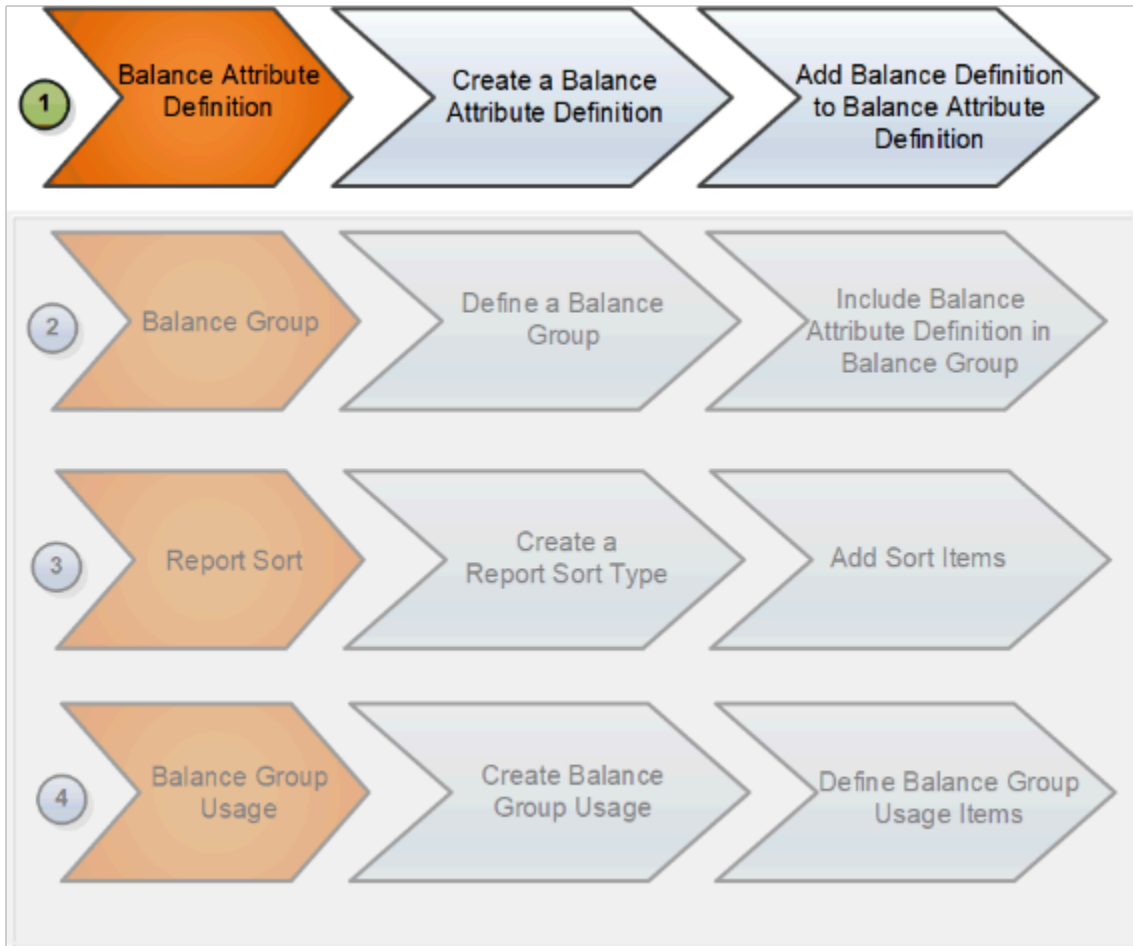 1
Balance Attribute
Definition
Create a Balance
Attribute Definition
Add Balance Definition
to Balance Attribute
Definition
2
Balance Group
Define a Balance
Group
Include Balance
Attribute Definition in
Balance Group
3
Report Sort
Create a
Report Sort Type
Add Sort Items
4
Balance Group
Usage
Create Balance
Group Usage
Define Balance Group
Usage Items